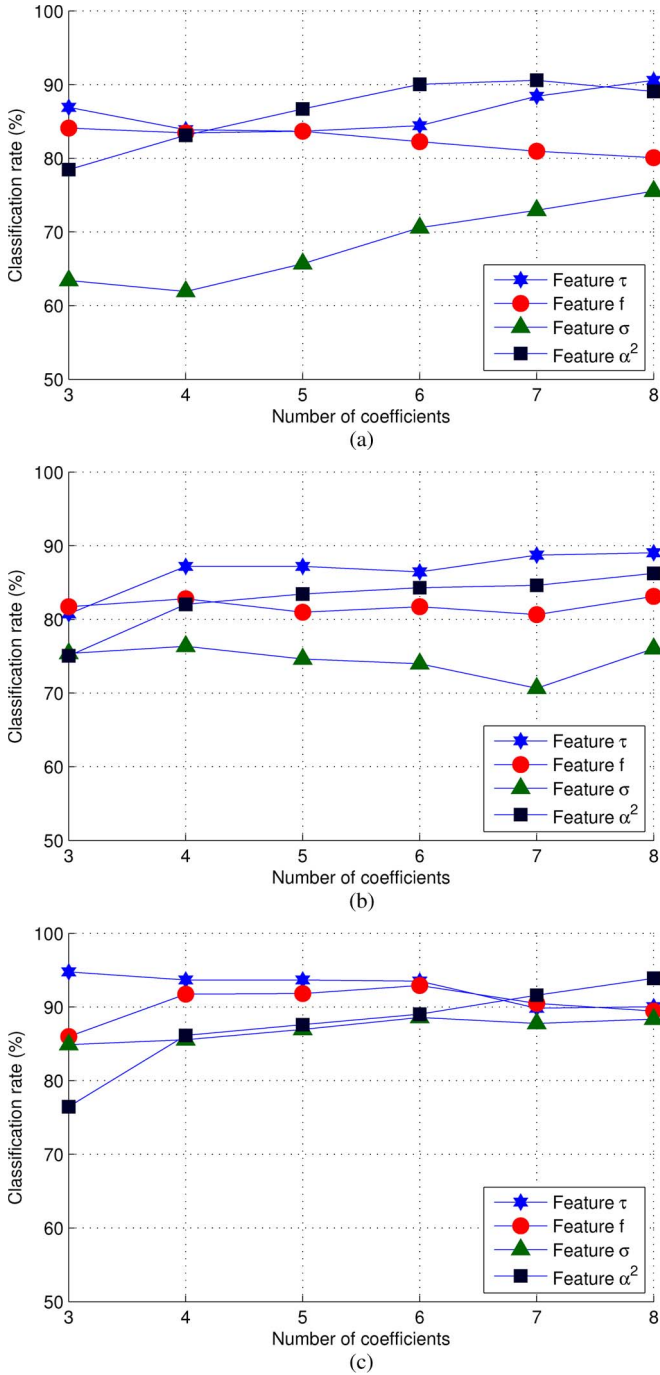 100
90
80
70
60
50
Classification rate (%)
Feature τ
Feature f
Feature σ
Feature α²
3 4 5 6 7 8
Number of coefficients
(a)
100
90
80
70
60
50
Classification rate (%)
Feature τ
Feature f
Feature σ
Feature α²
3 4 5 6 7 8
Number of coefficients
(b)
100
90
80
70
60
50
Classification rate (%)
Feature τ
Feature f
Feature σ
Feature α²
3 4 5 6 7 8
Number of coefficients
(c)